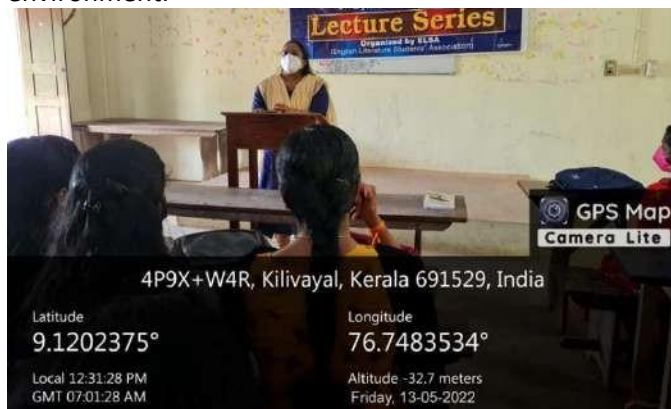 environment.
Lecture Series
Organized by ELSA
(English Literature Students' Association)
GPS Map
Camera Lite
4P9X+W4R, Kilivayal, Kerala 691529, India
Latitude
9.1202375°
Longitude
76.7483534°
Local 12:31:28 PM
GMT 07:01:28 AM
Altitude -32.7 meters
Friday, 13-05-2022